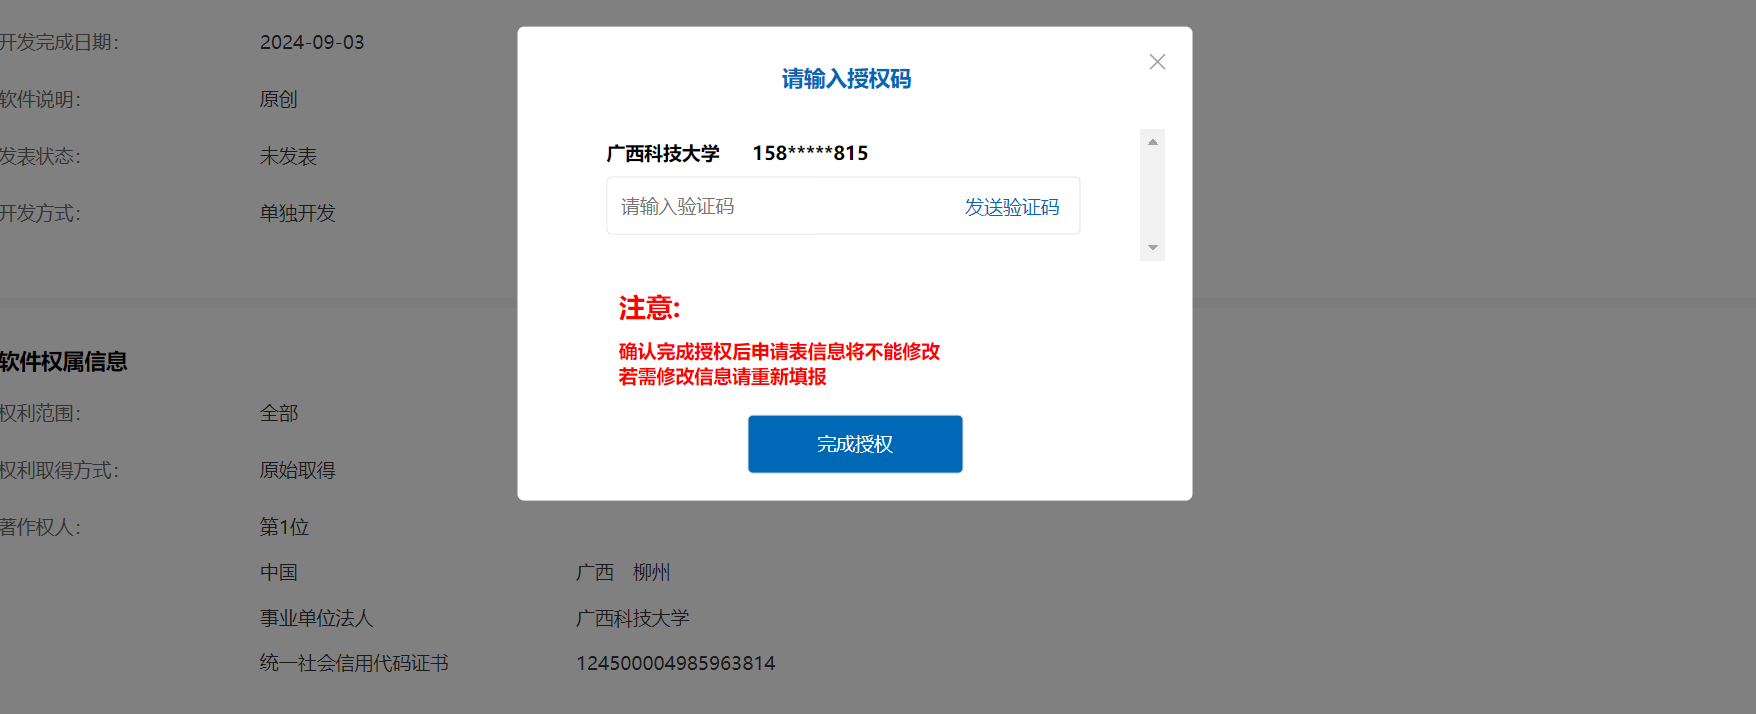 开发完成日期：
2024-09-03
软件说明：
原创
发表状态：
未发表
开发方式：
单独开发
软件权属信息
权利范围：
全部
权利取得方式：
原始取得
著作权人：
第1位
中国
广西 柳州
事业单位法人
广西科技大学
统一社会信用代码证书
124500004985963814
请输入授权码
广西科技大学 158*****815
请输入验证码
发送验证码
注意:
确认完成授权后申请表信息将不能修改
若需修改信息请重新填报
完成授权